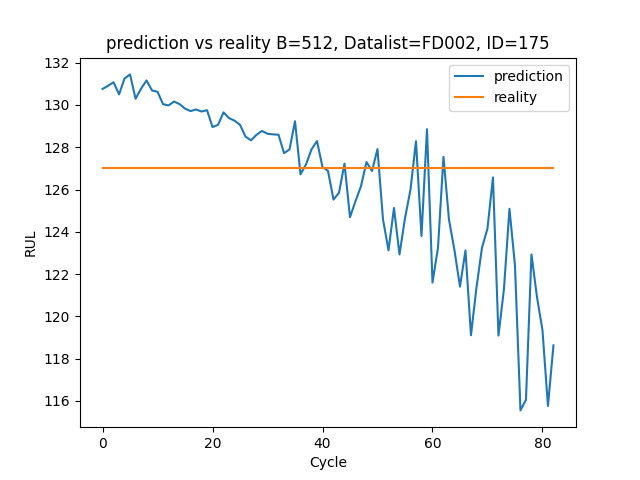 prediction vs reality B=512, Datalist=FD002, ID=175
prediction
reality
132
130
128
126
124
122
120
118
116
RUL
0
20
40
60
80
Cycle